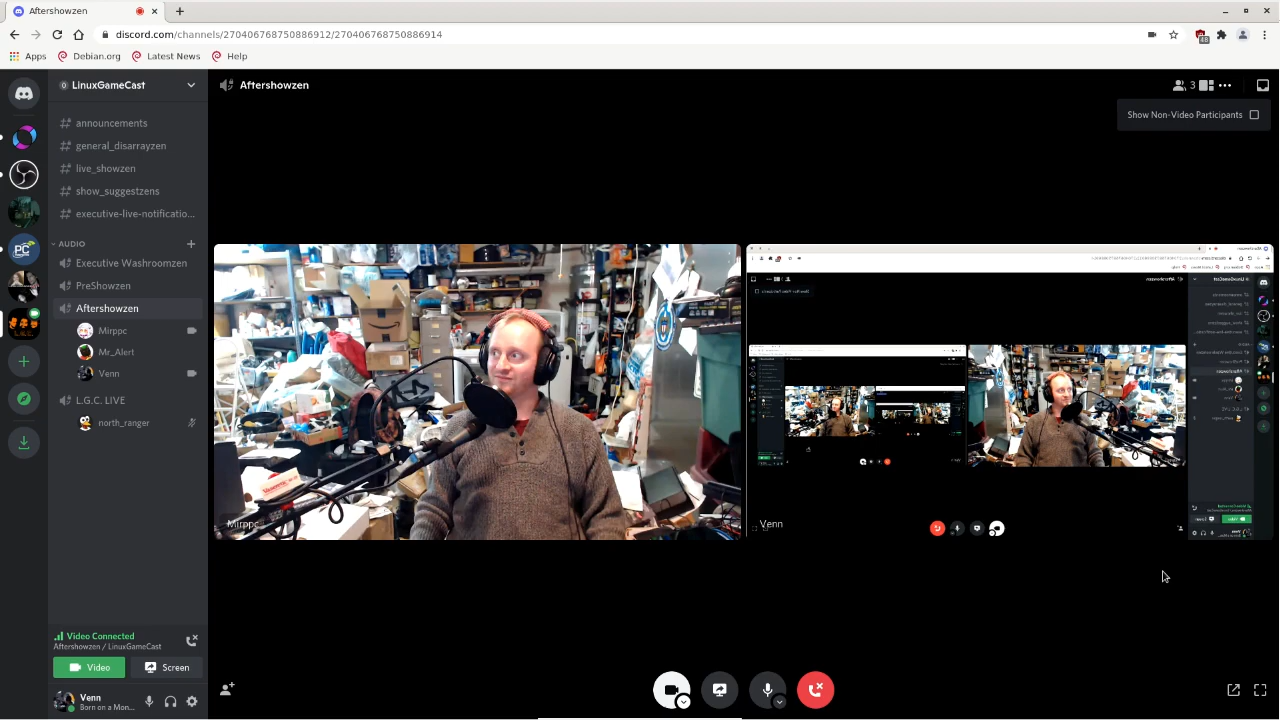 Aftershowzen
discord.com/channels/270406768750886912/270406768750886914
Apps
Debian.org
Latest News
Help
LinuxGameCast
Aftershowzen
3
Show Non-Video Participants
announcements
general_disarrayzen
live_showzen
show_suggestzens
executive-live-notificatio...
AUDIO
Executive Washroomzen
PreShowzen
Aftershowzen
Mirppc
Mr_Alert
Venn
L.G.C. LIVE
north_ranger
Mirppc
Venn
Video Connected
Aftershowzen / LinuxGameCast
Video
Screen
Venn
Born on a Mon...